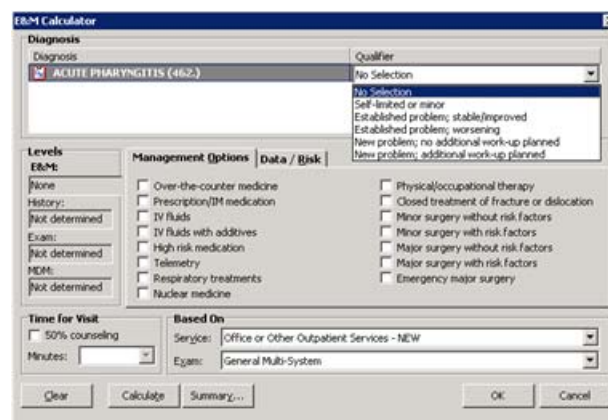 E&M Calculator
Diagnosis
Diagnosis Qualifier
ACUTE PHARYNGITIS (462.) No Selection
No Selection
Self-limited or minor
Established problem; stable/improved
Established problem; worsening
New problem; no additional work-up planned
New problem; additional work-up planned
Levels
E&M:
None
History:
Not determined
Exam:
Not determined
MDM:
Not determined
Management Options Data / Risk
Over-the-counter medicine Physical/occupational therapy
Prescription/IM medication Closed treatment of fracture or dislocation
IV fluids Minor surgery without risk factors
IV fluids with additives Minor surgery with risk factors
High risk medication Major surgery without risk factors
Telemetry Major surgery with risk factors
Respiratory treatments Emergency major surgery
Nuclear medicine
Time for Visit Based On
50% counseling Service: Office or Other Outpatient Services - NEW
Minutes: Exam: General Multi-System
Clear Calculate Summary... OK Cancel